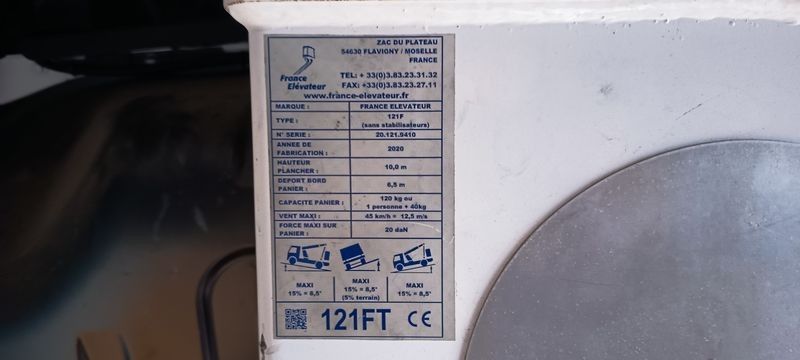 ZAC DU PLATEAU
54630 FLAVIGNY / MOSELLE
FRANCE
France
Elévateur
TEL: + 33(0)3.83.23.31.32
FAX: +33(0)3.83.23.27.11
www.france-elevateur.fr
MARQUE : FRANCE ELEVATEUR
TYPE : 121F
(sans stabilisateurs)
N° SERIE : 20.121.9410
ANNEE DE
FABRICATION : 2020
HAUTEUR
PLANCHER : 10,0 m
DEPORT BORD
PANIER : 6,5 m
CAPACITE PANIER : 120 kg ou
1 personne + 40kg
VENT MAXI : 45 km/h = 12,5 m/s
FORCE MAXI SUR
PANIER : 20 daN
MAXI
15% = 8,5°
MAXI
15% = 8,5°
(5% terrain)
MAXI
15% = 8,5°
121FT CE